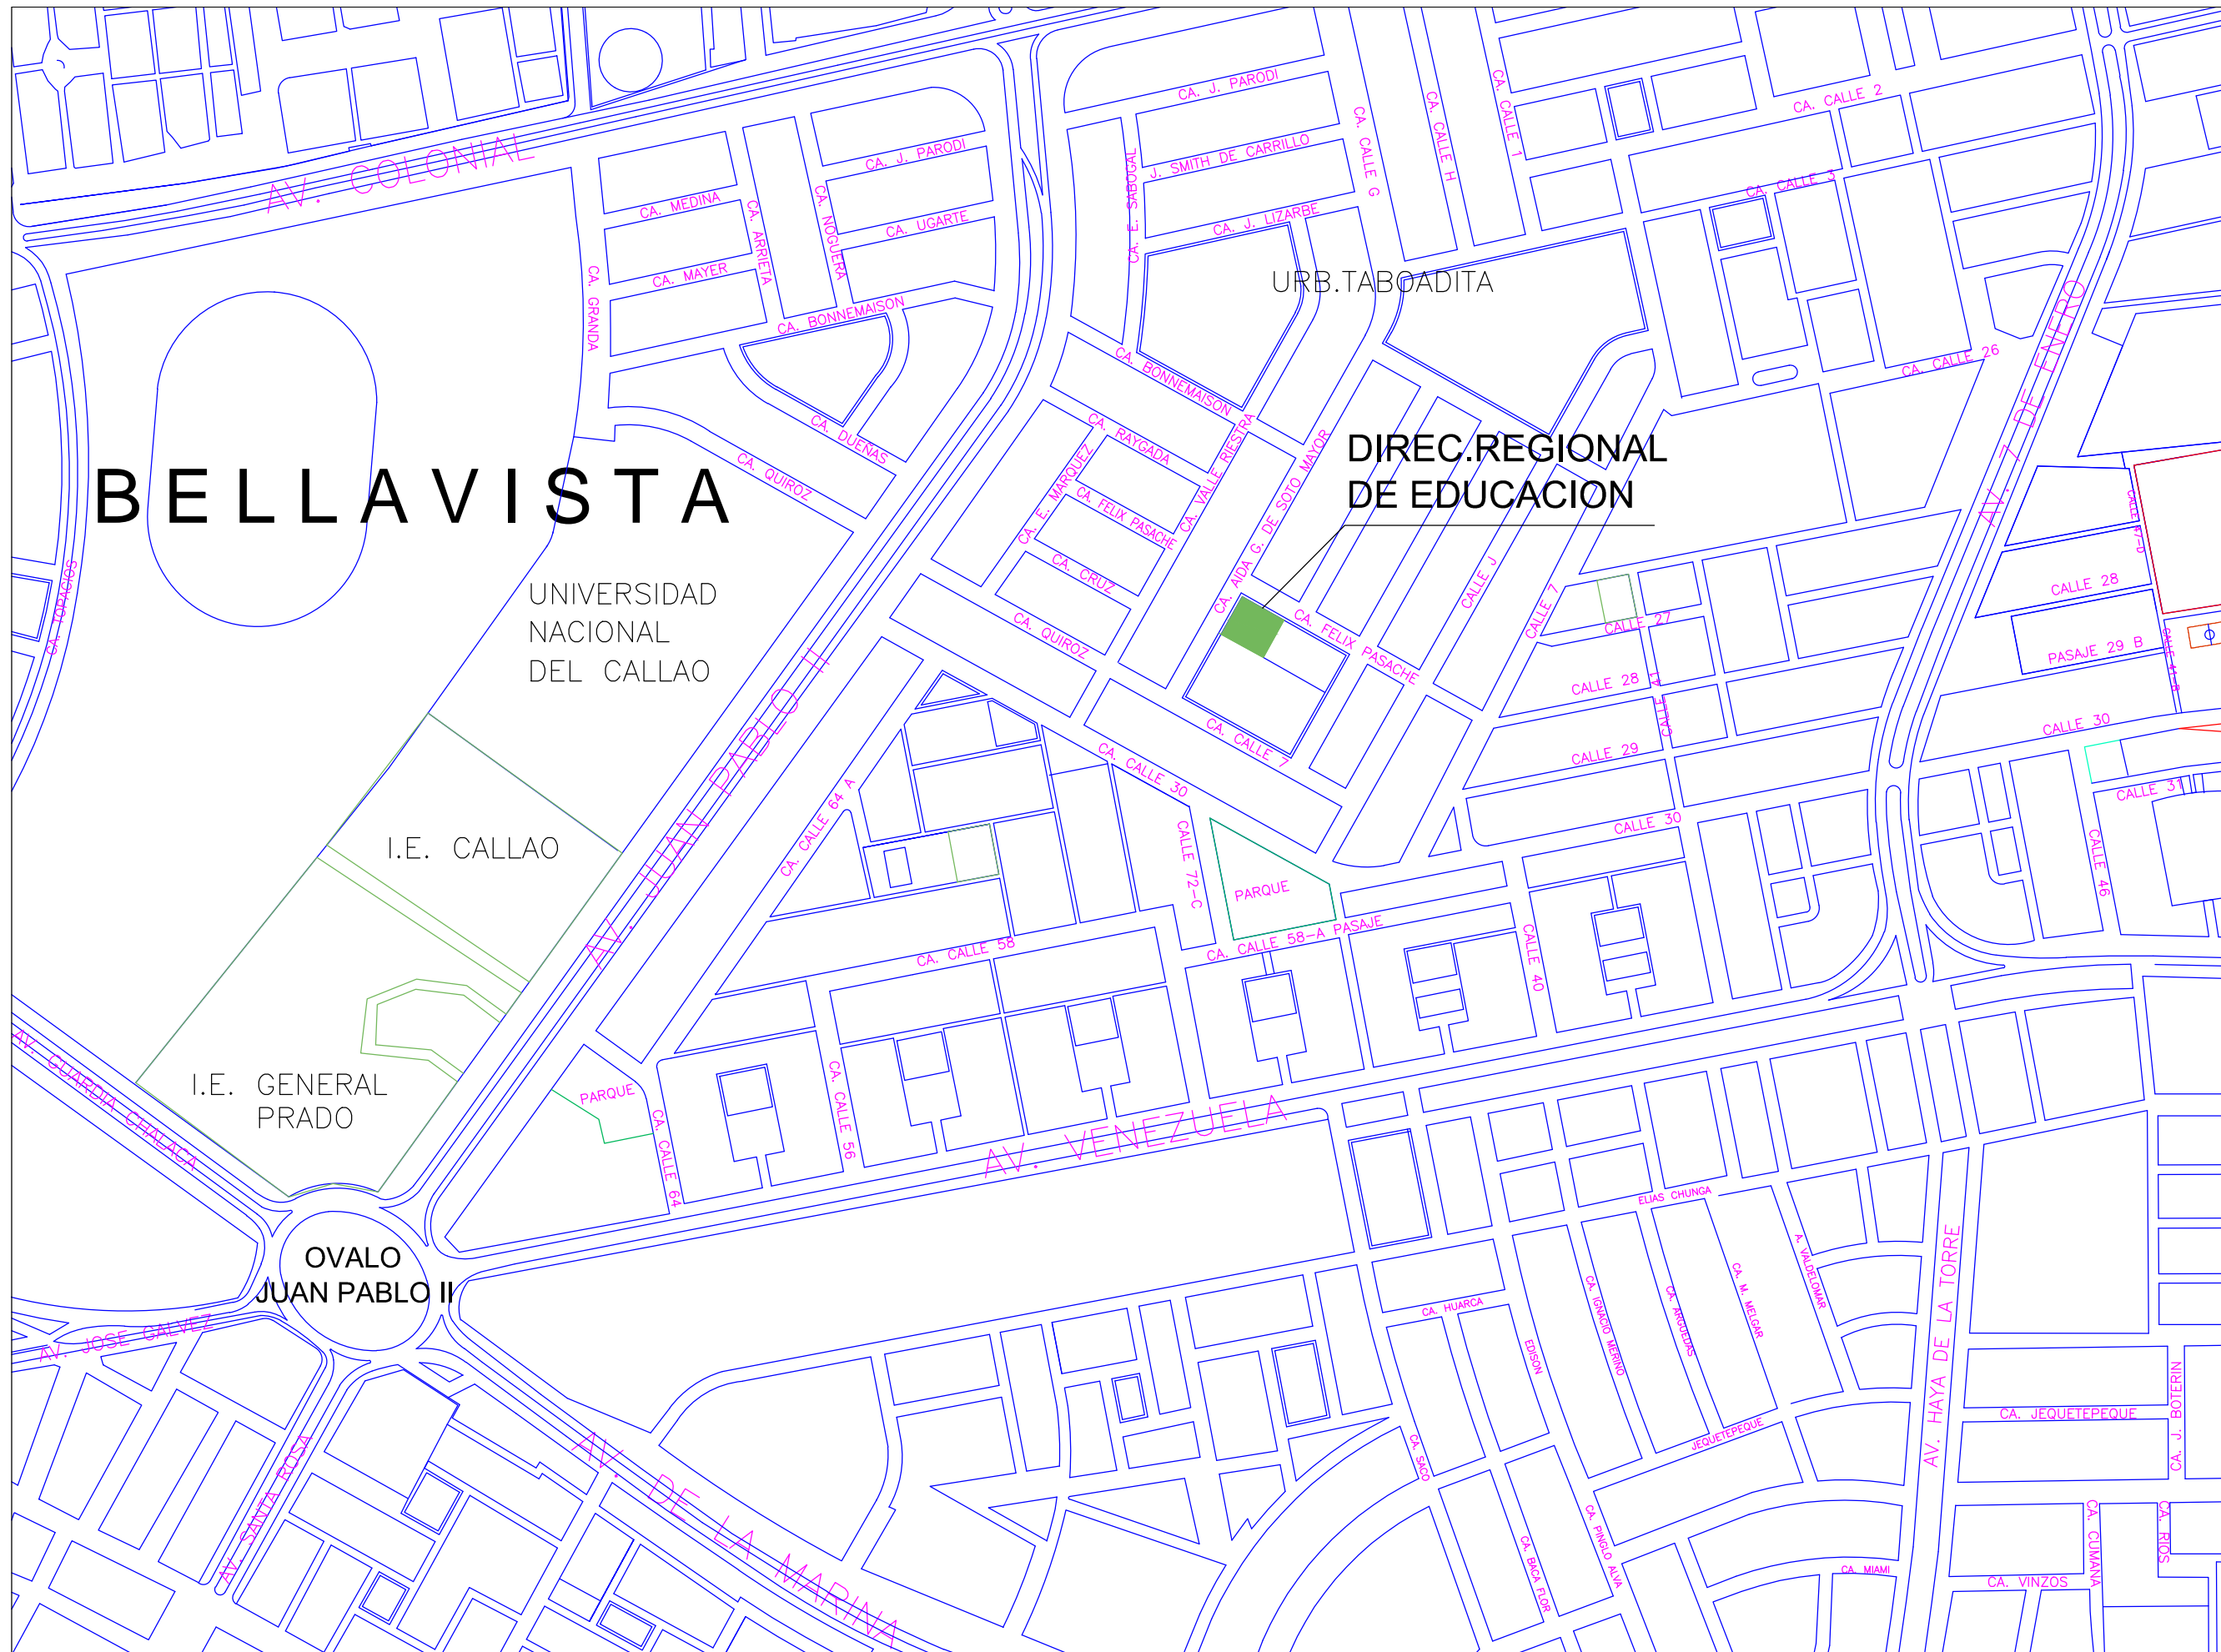 AV. COLONIAL
CA. J. PARODI
CA. MEDINA
CA. ARRIETA
CA. NOGUERA
CA. UGARTE
CA. MAYER
CA. GRANDA
CA. BONNEMAISON
CA. DUEÑAS
CA. QUIROZ
CA. J. PARODI
J. SMITH DE CARRILLO
CA. E. SABOGAL
CA. J. LIZARBE
CA. CALLE G
CA. CALLE H
CA. CALLE 1
CA. CALLE 2
CA. CALLE 3
URB.TABOADITA
CA. CALLE 26
AV. 7 DE ENERO
CA. BONNEMAISON
CA. RAYGADA
CA. E. MARQUEZ
CA. FELIX PASACHE
CA. VALLE RIESTRA
CA. CRUZ
CA. QUIROZ
CA. AIDA G. DE SOTO MAYOR
DIREC.REGIONAL
DE EDUCACION
BELLAVISTA
CA. TOPACIOS
UNIVERSIDAD
NACIONAL
DEL CALLAO
CA. FELIX PASACHE
CALLE J
CALLE 7
CALLE 27
CALLE 28
CALLE 41
CALLE 29
CALLE 47-D
CALLE 28
PASAJE 29 B
CALLE 30
CALLE 31
CALLE 46
CA. CALLE 7
CA. CALLE 30
CALLE 30
AV. JUAN PABLO II
CA. CALLE 64 A
CALLE 72-C
PARQUE
CA. CALLE 58-A PASAJE
CA. CALLE 58
CALLE 40
I.E. CALLAO
I.E. GENERAL
PRADO
AV. GUARDIA CHALACA
PARQUE
CA. CALLE 64
CA. CALLE 56
AV. VENEZUELA
OVALO
JUAN PABLO II
AV. JOSE GALVEZ
AV. SANTA ROSA
AV. DE LA MARINA
ELIAS CHUNGA
A. VALDELOMAR
CA. M. MELGAR
CA. ARGUEDAS
CA. IGNACIO MERINO
CA. HUARCA
EDISON
JEQUETEPEQUE
CA. SACO
CA. BACA FLOR
CA. PINGLO ALVA
AV. HAYA DE LA TORRE
CA. JEQUETEPEQUE
CA. J. BOTERIN
CA. MIAMI
CA. VINZOS
CA. CUMANA
CA. RIOS